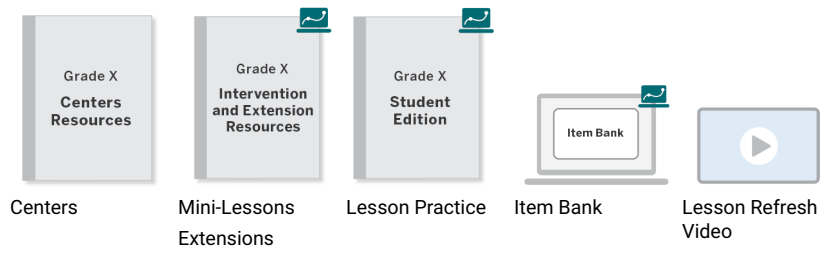 Grade X
Centers
Resources
Grade X
Intervention
and Extension
Resources
Grade X
Student
Edition
Item Bank
Centers
Mini-Lessons
Extensions
Lesson Practice
Item Bank
Lesson Refresh
Video